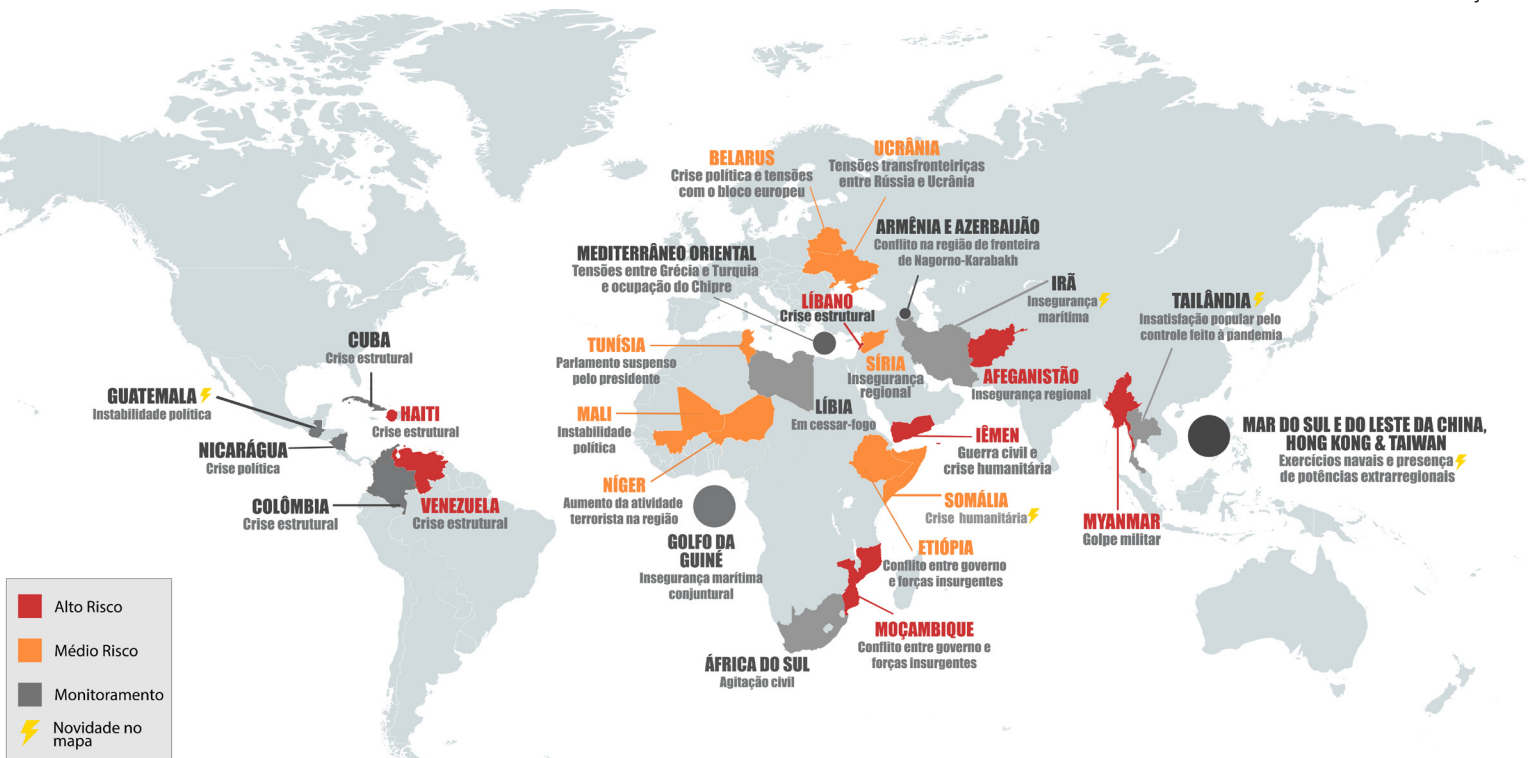 BELARUS
Crise política e tensões
com o bloco europeu
UCRÂNIA
Tensões transfronteiriças
entre Rússia e Ucrânia
ARMÊNIA E AZERBAIJÃO
Conflito na região de fronteira
de Nagorno-Karabakh
MEDITERRÂNEO ORIENTAL
Tensões entre Grécia e Turquia
e ocupação do Chipre
LÍBANO
Crise estrutural
IRÃ
Insegurança
marítima
TAILÂNDIA
Insatisfação popular pelo
controle feito à pandemia
CUBA
Crise estrutural
TUNÍSIA
Parlamento suspenso
pelo presidente
SÍRIA
Insegurança
regional
AFEGANISTÃO
Insegurança regional
GUATEMALA
Instabilidade política
HAITI
Crise estrutural
MALI
Instabilidade
política
LÍBIA
Em cessar-fogo
IÊMEN
Guerra civil e
crise humanitária
MAR DO SUL E DO LESTE DA CHINA,
HONG KONG & TAIWAN
Exercícios navais e presença
de potências extrarregionais
NICARÁGUA
Crise política
COLÔMBIA
Crise estrutural
VENEZUELA
Crise estrutural
NÍGER
Aumento da atividade
terrorista na região
SOMÁLIA
Crise humanitária
MYANMAR
Golpe militar
GOLFO DA
GUINÉ
Insegurança marítima
conjuntural
ETIÓPIA
Conflito entre governo
e forças insurgentes
MOÇAMBIQUE
Conflito entre governo e
forças insurgentes
ÁFRICA DO SUL
Agitação civil
Alto Risco
Médio Risco
Monitoramento
Novidade no
mapa